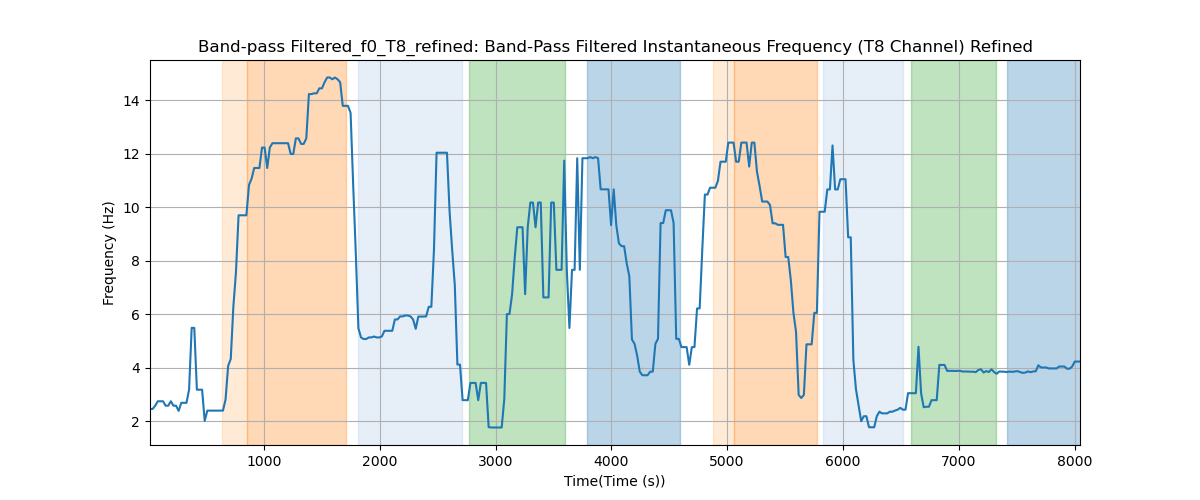 Band-pass Filtered_f0_T8_refined: Band-Pass Filtered Instantaneous Frequency (T8 Channel) Refined
Frequency (Hz)
14
12
10
8
6
4
2
1000 2000 3000 4000 5000 6000 7000 8000
Time(Time (s))